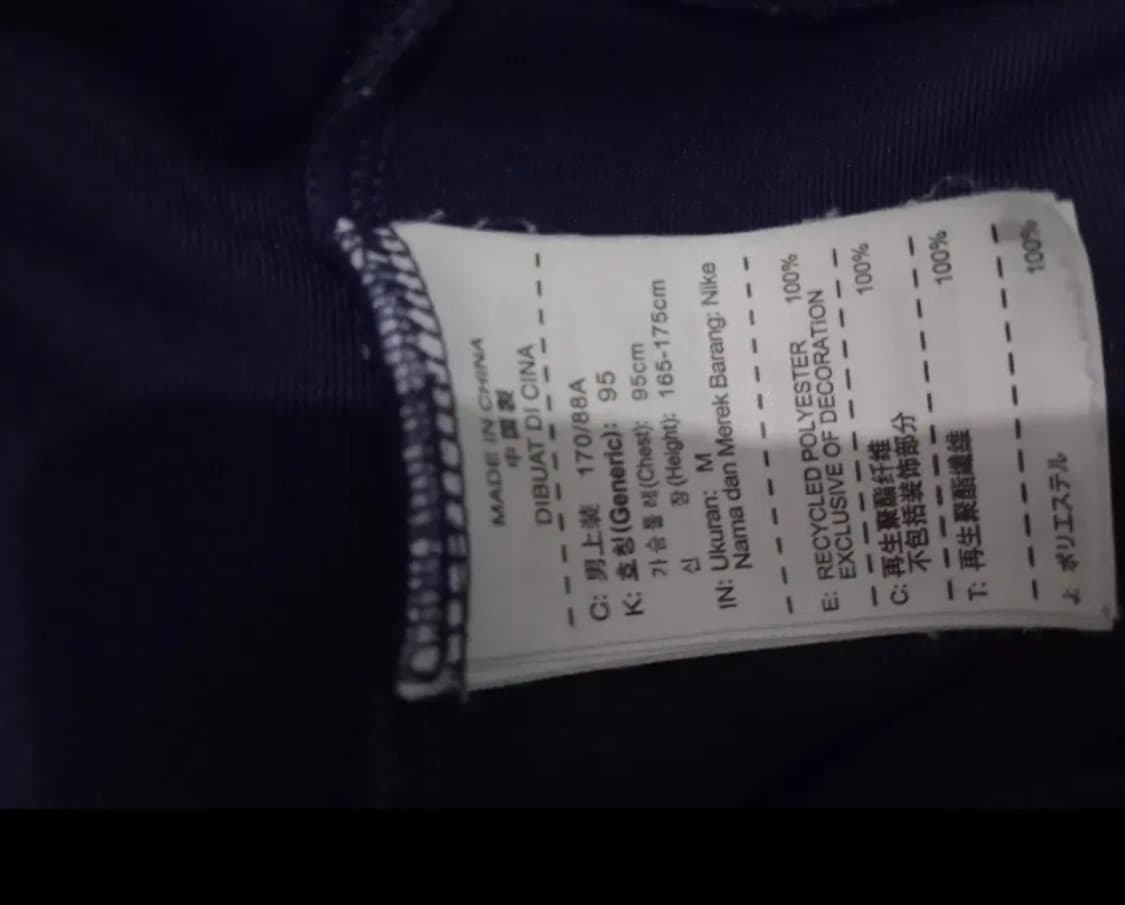 MADE IN CHINA
中国製
DIBUAT DI CINA
C: 男上装 170/88A
K: 호칭(Generic): 95
가슴둘레(Chest): 95cm
신 장(Height): 165-175cm
IN: Ukuran: M
Nama dan Merek Barang: Nike
E: RECYCLED POLYESTER 100%
EXCLUSIVE OF DECORATION
C: 再生聚酯纤维 100%
不包括装饰部分
T: 再生聚酯纖維 100%
100%
ポリエステル